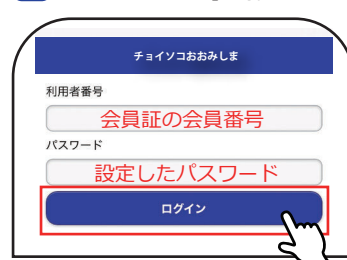 チョイソコおおみしま
利用者番号
会員証の会員番号
パスワード
設定したパスワード
ログイン